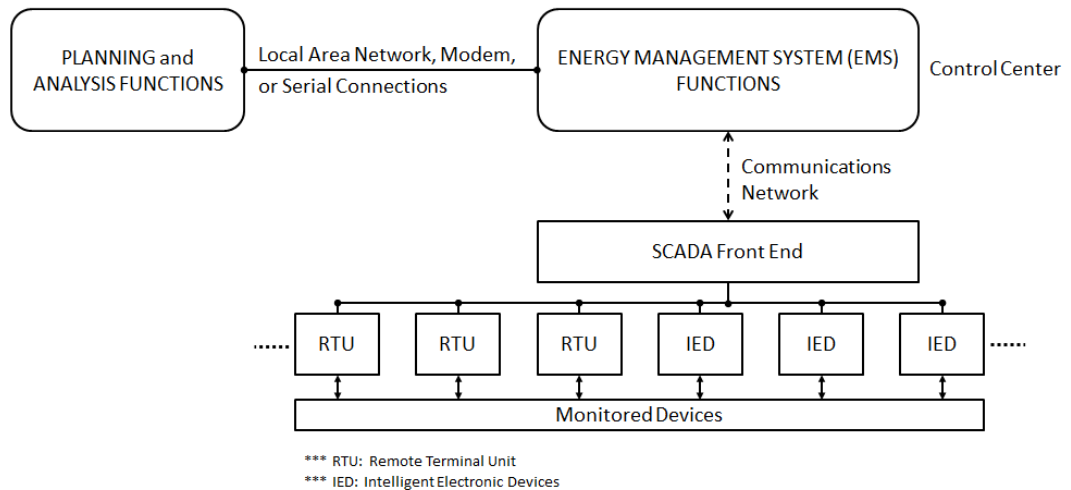 PLANNING and
ANALYSIS FUNCTIONS
Local Area Network, Modem,
or Serial Connections
ENERGY MANAGEMENT SYSTEM (EMS)
FUNCTIONS
Control Center
Communications
Network
SCADA Front End
RTU
RTU
RTU
IED
IED
IED
Monitored Devices
*** RTU: Remote Terminal Unit
*** IED: Intelligent Electronic Devices